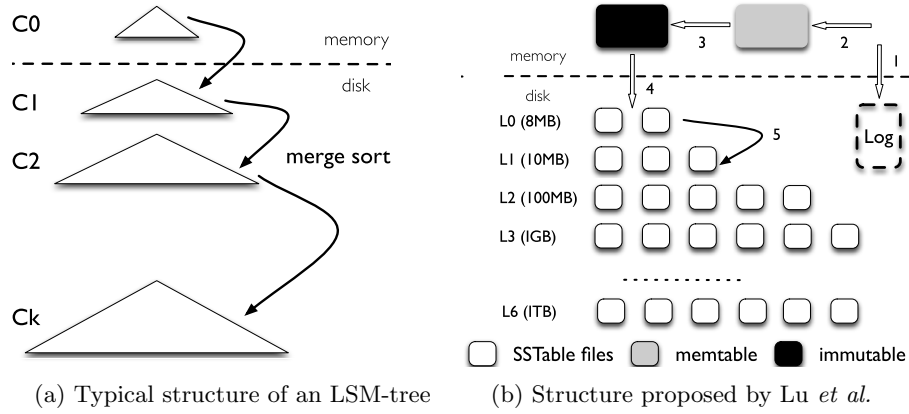 C0
memory
disk
C1
C2
merge sort
Ck
(a) Typical structure of an LSM-tree
3
2
1
memory
disk
4
L0 (8MB)
5
Log
L1 (10MB)
L2 (100MB)
L3 (1GB)
L6 (1TB)
SSTable files
memtable
immutable
(b) Structure proposed by Lu et al.